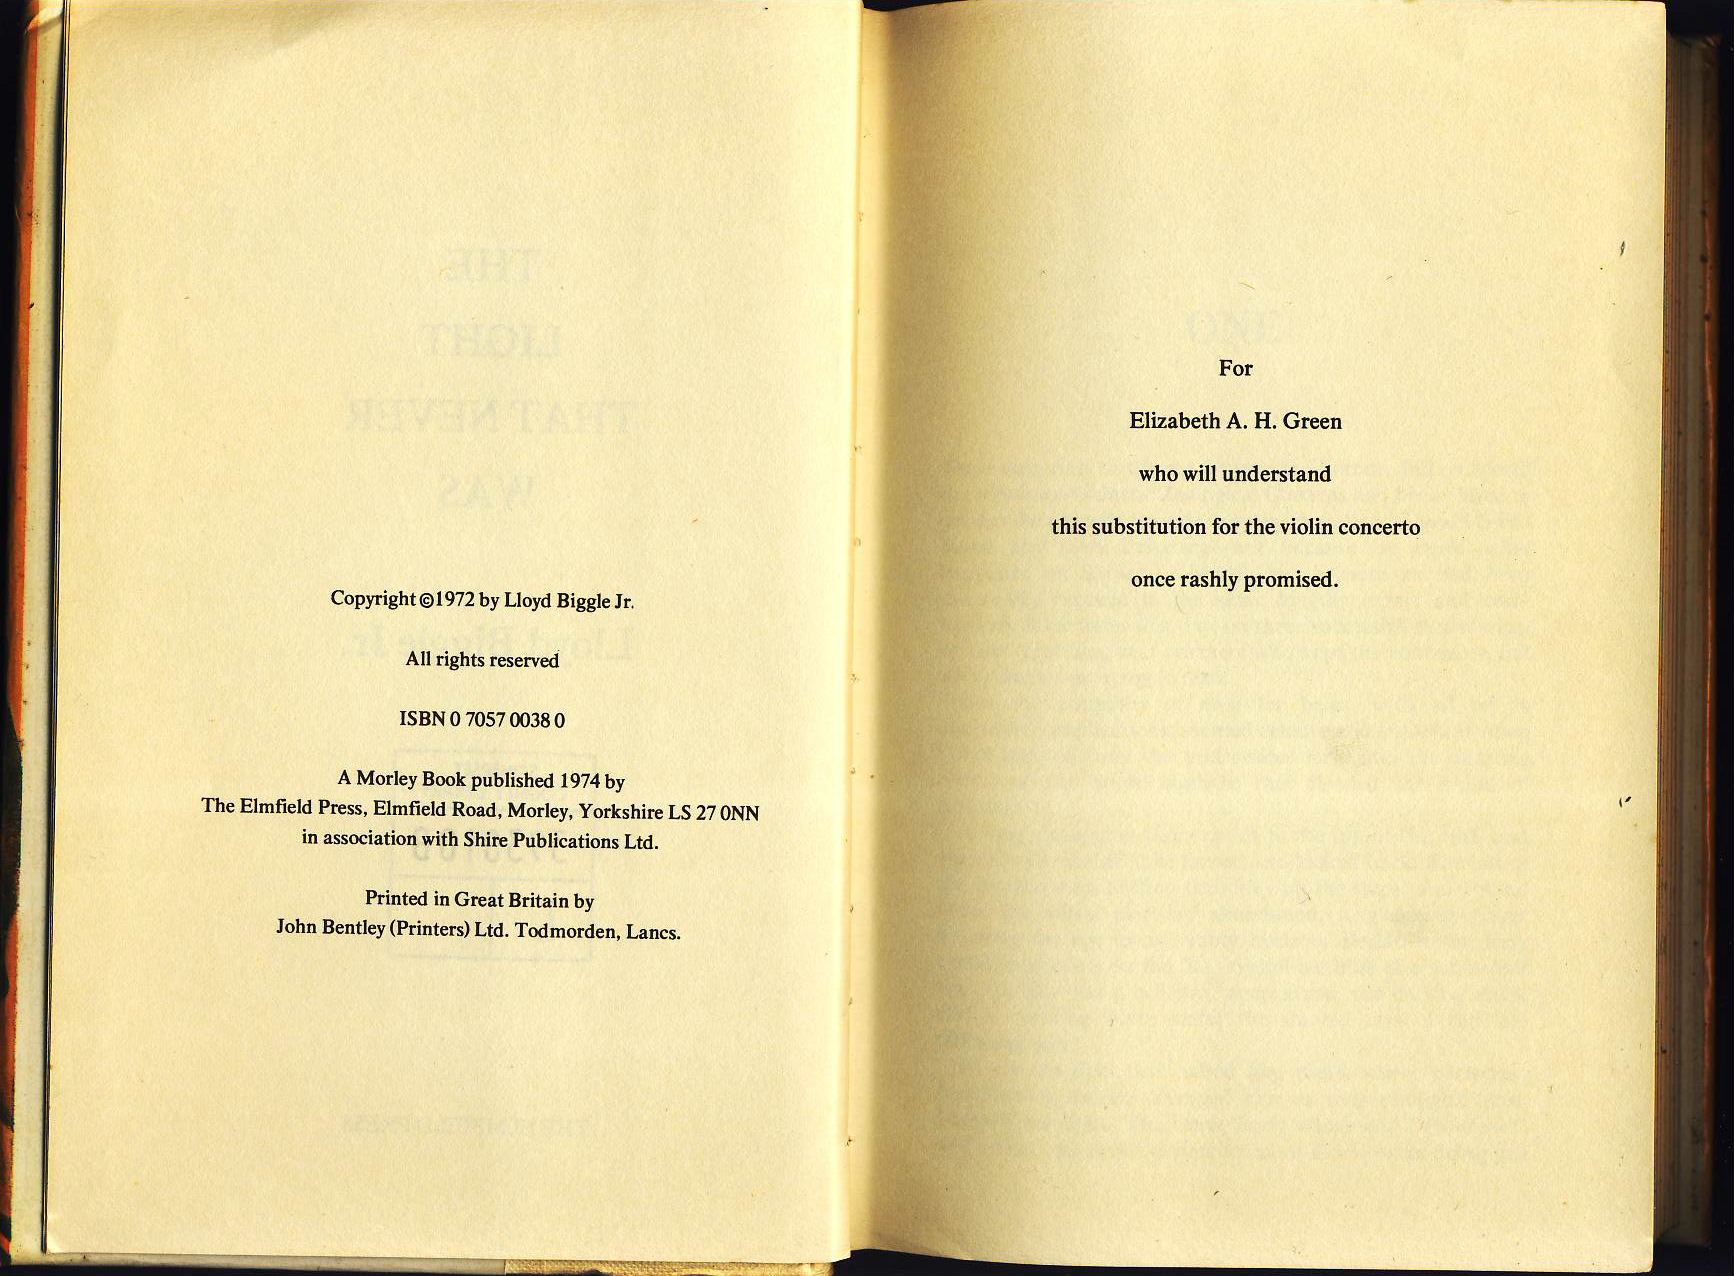 Copyright ©1972 by Lloyd Biggle Jr.
All rights reserved
ISBN 0 7057 0038 0
A Morley Book published 1974 by
The Elmfield Press, Elmfield Road, Morley, Yorkshire LS 27 0NN
in association with Shire Publications Ltd.
Printed in Great Britain by
John Bentley (Printers) Ltd. Todmorden, Lancs.
For
Elizabeth A. H. Green
who will understand
this substitution for the violin concerto
once rashly promised.